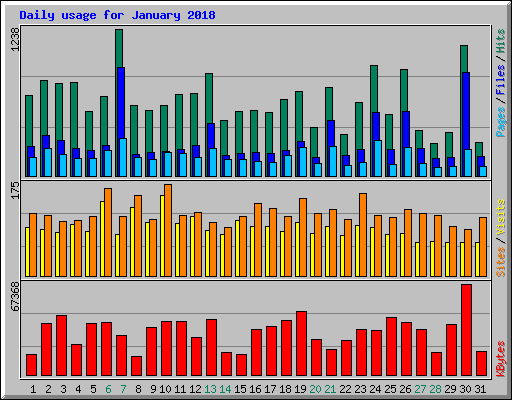 Daily usage for January 2018
1238
Pages / Files / Hits
175
Sites / Visits
67368
KBytes
1 2 3 4 5 6 7 8 9 10 11 12 13 14 15 16 17 18 19 20 21 22 23 24 25 26 27 28 29 30 31